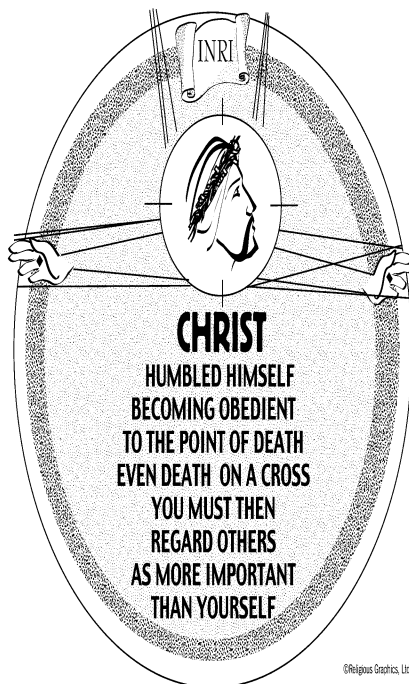 INRI
CHRIST
HUMBLED HIMSELF
BECOMING OBEDIENT
TO THE POINT OF DEATH
EVEN DEATH ON A CROSS
YOU MUST THEN
REGARD OTHERS
AS MORE IMPORTANT
THAN YOURSELF
©Religious Graphics, Ltd